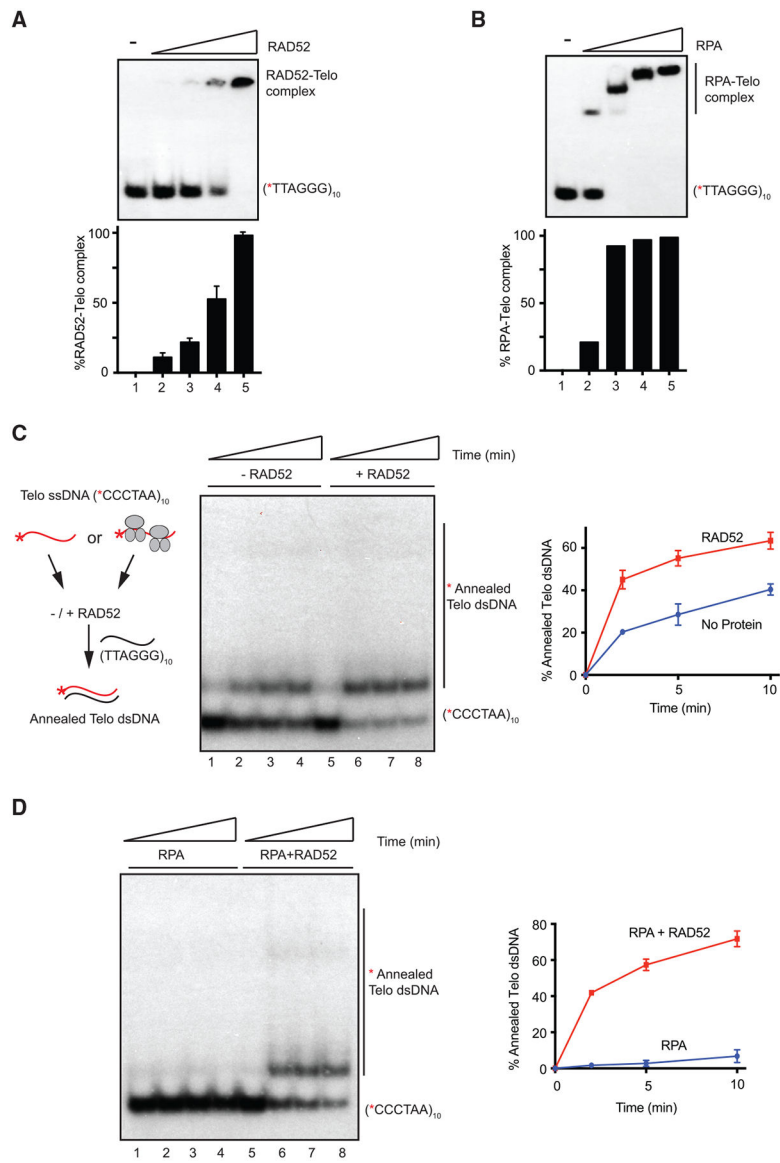 A
-
RAD52
RAD52-Telo
complex
(*TTAGGG)10
%RAD52-Telo complex
100
50
0
1 2 3 4 5
B
-
RPA
RPA-Telo
complex
(*TTAGGG)10
% RPA-Telo complex
100
50
0
1 2 3 4 5
C
Telo ssDNA (*CCCTAA)10
* or *
- / + RAD52
(TTAGGG)10
*
Annealed Telo dsDNA
Time (min)
- RAD52 + RAD52
* Annealed
Telo dsDNA
(*CCCTAA)10
1 2 3 4 5 6 7 8
% Annealed Telo dsDNA
60
40
20
0
RAD52
No Protein
0 5 10
Time (min)
D
Time (min)
RPA RPA+RAD52
* Annealed
Telo dsDNA
(*CCCTAA)10
1 2 3 4 5 6 7 8
% Annealed Telo dsDNA
80
60
40
20
0
RPA + RAD52
RPA
0 5 10
Time (min)